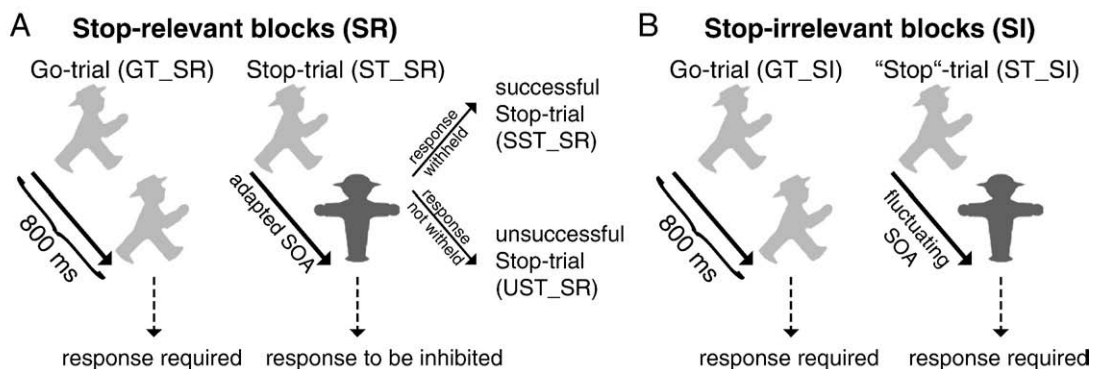 A Stop-relevant blocks (SR)
Go-trial (GT_SR)
Stop-trial (ST_SR)
800 ms
adapted SOA
response
withheld
response
not witheld
successful
Stop-trial
(SST_SR)
unsuccessful
Stop-trial
(UST_SR)
response required
response to be inhibited
B Stop-irrelevant blocks (SI)
Go-trial (GT_SI)
“Stop“-trial (ST_SI)
800 ms
fluctuating
SOA
response required
response required